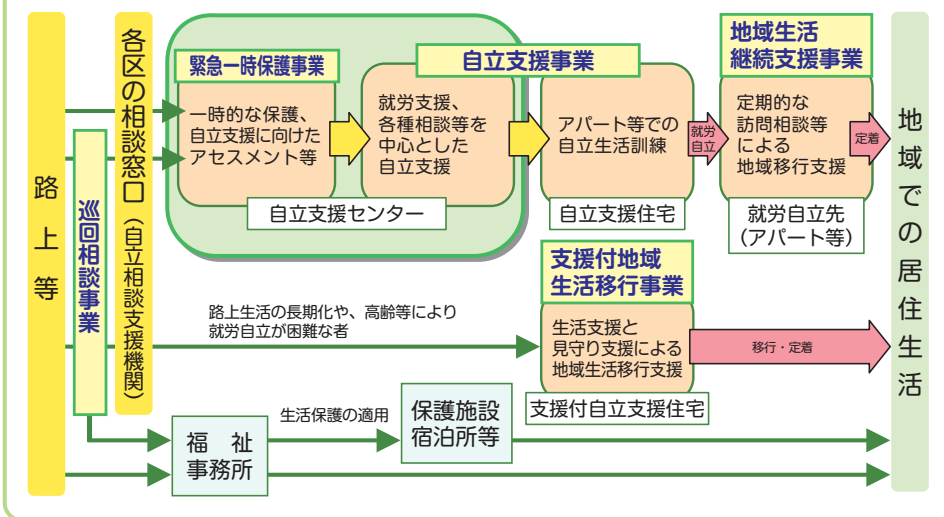 路上等
巡回相談事業
各区の相談窓口（自立相談支援機関）
緊急一時保護事業
一時的な保護、
自立支援に向けた
アセスメント等
自立支援事業
就労支援、
各種相談等を
中心とした
自立支援
自立支援センター
アパート等での
自立生活訓練
自立支援住宅
就労
自立
地域生活
継続支援事業
定期的な
訪問相談等
による
地域移行支援
就労自立先
（アパート等）
定着
地域での居住生活
路上生活の長期化や、高齢等により
就労自立が困難な者
支援付地域
生活移行事業
生活支援と
見守り支援による
地域生活移行支援
支援付自立支援住宅
移行・定着
福祉
事務所
生活保護の適用
保護施設
宿泊所等